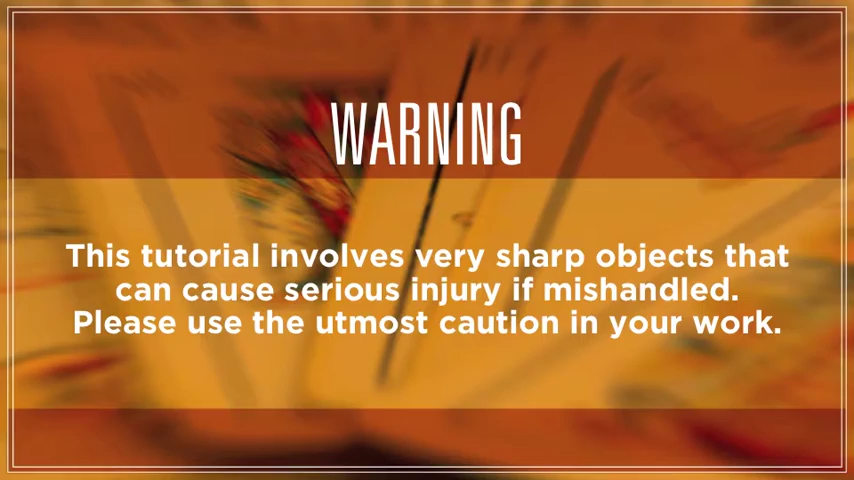 WARNING
This tutorial involves very sharp objects that
can cause serious injury if mishandled.
Please use the utmost caution in your work.